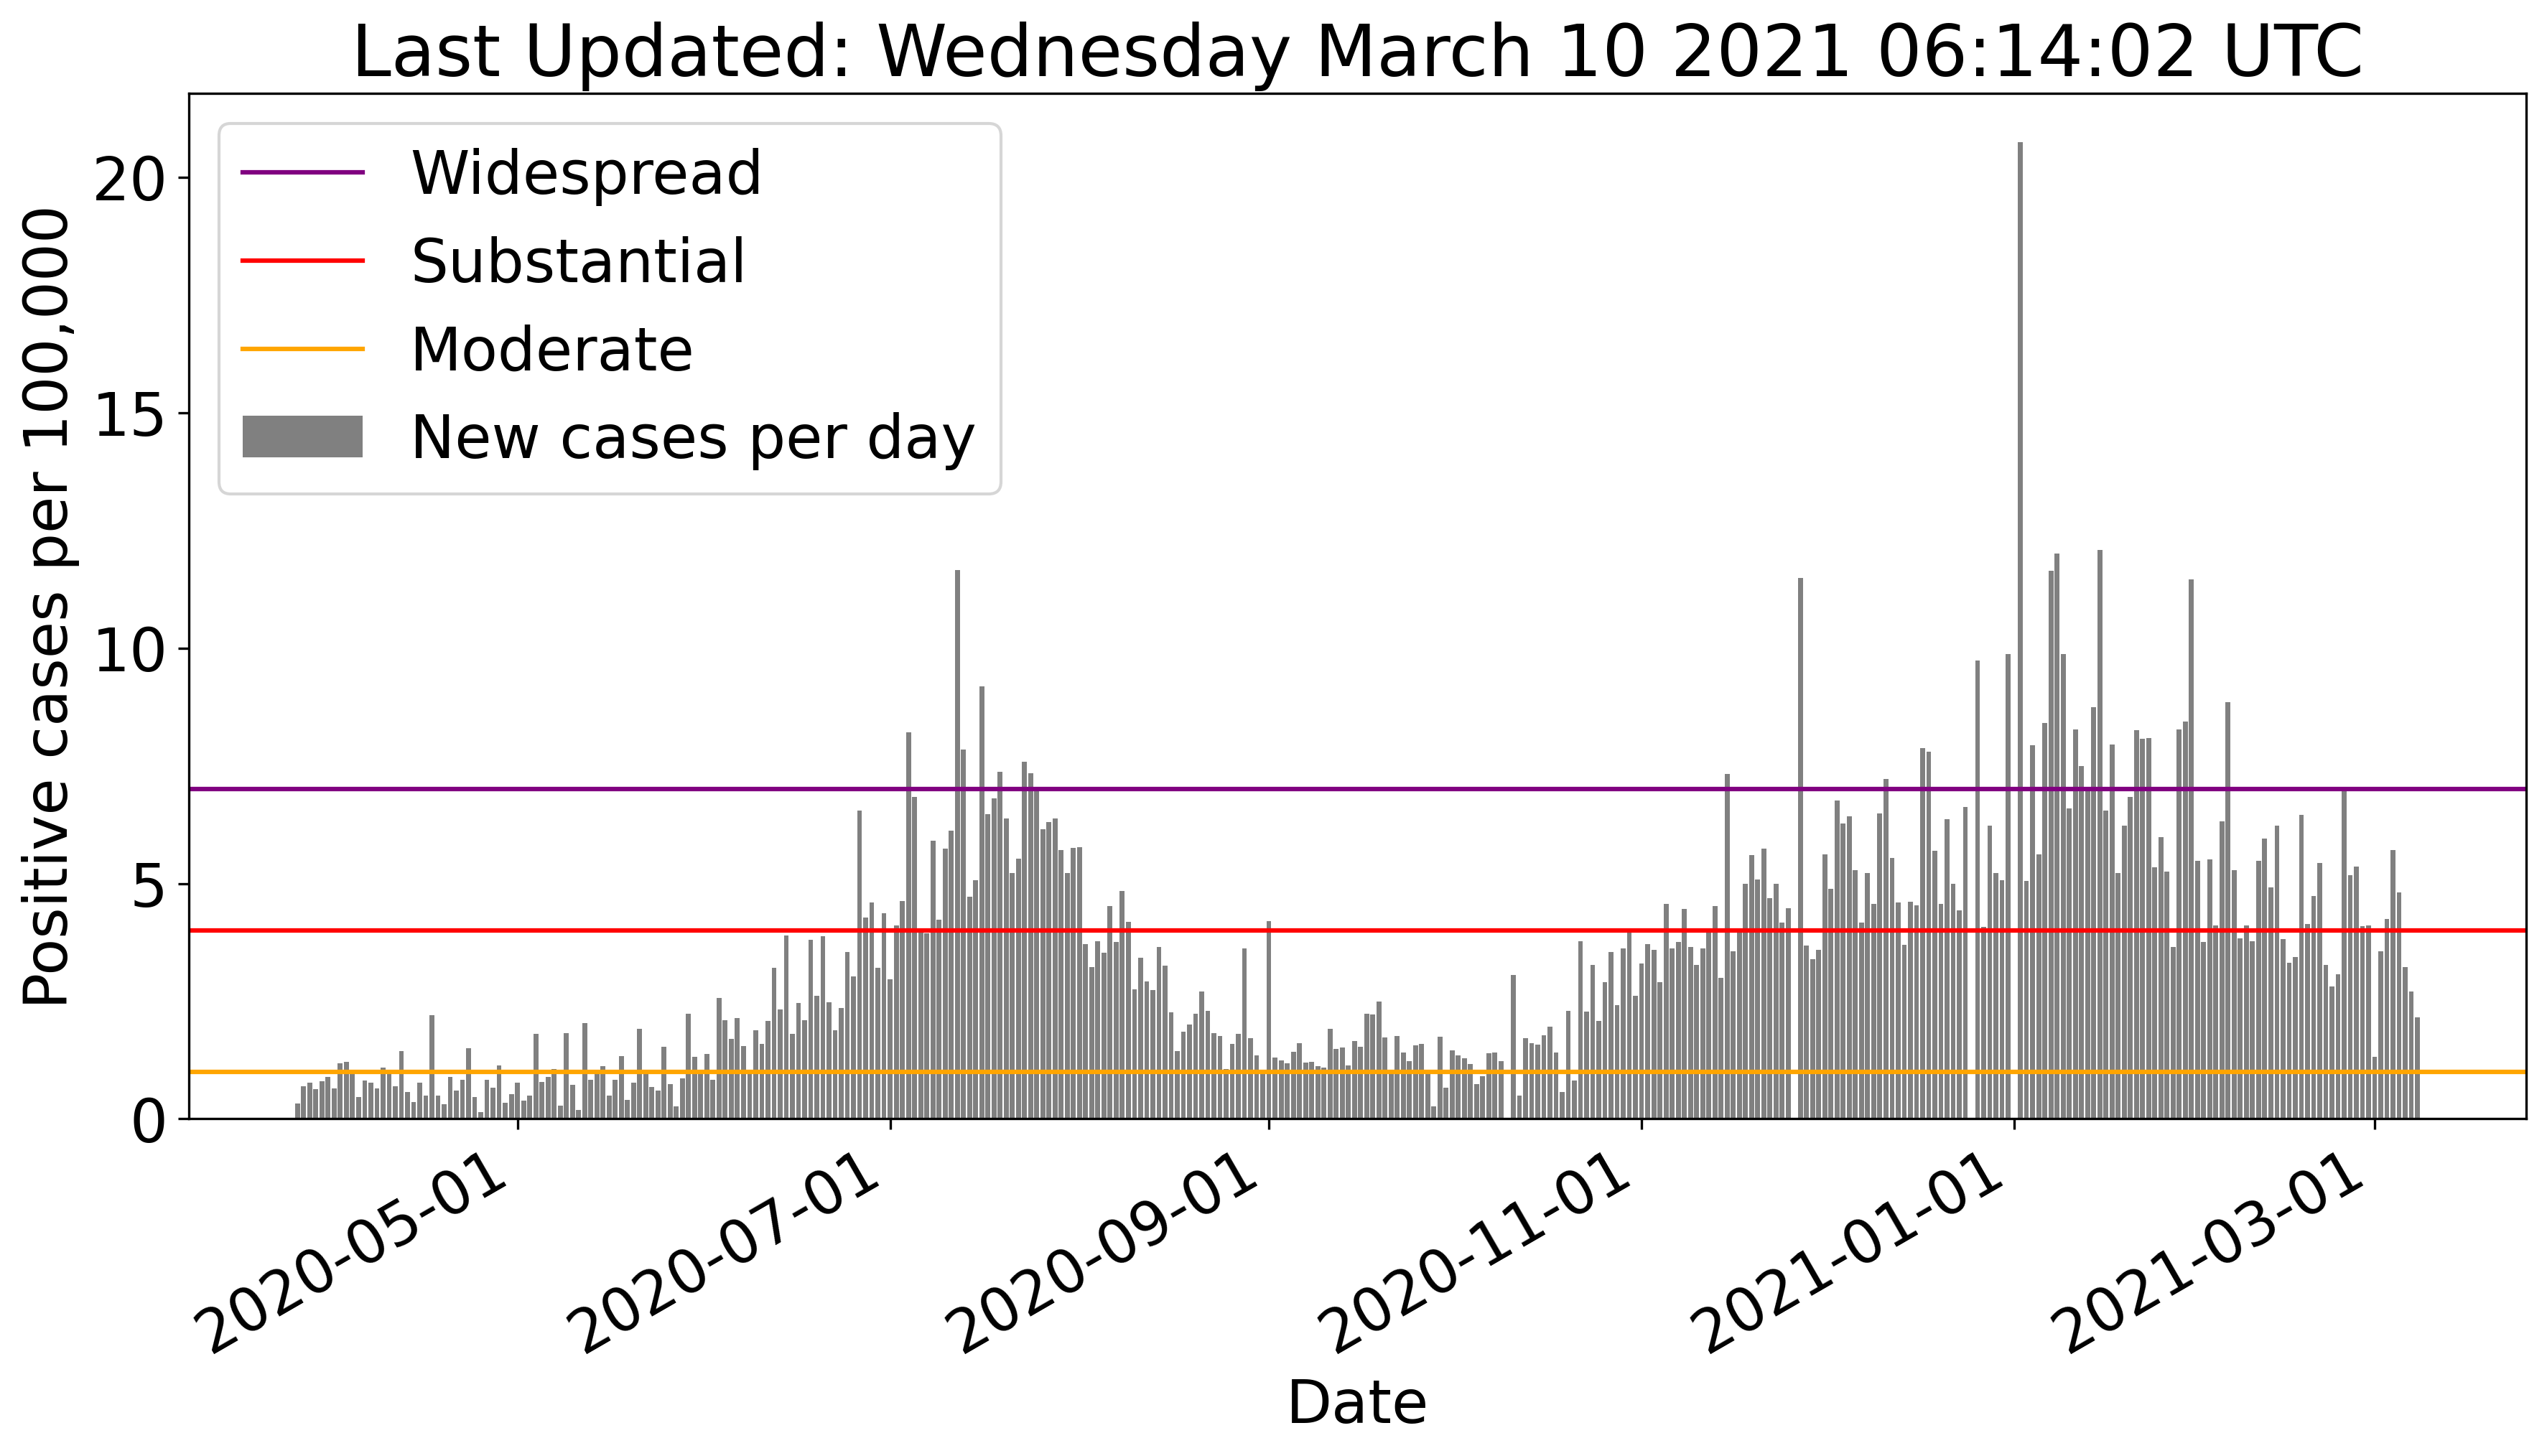 Last Updated: Wednesday March 10 2021 06:14:02 UTC
Widespread
Substantial
Moderate
New cases per day
Positive cases per 100,000
20
15
10
5
0
2020-05-01
2020-07-01
2020-09-01
2020-11-01
2021-01-01
2021-03-01
Date